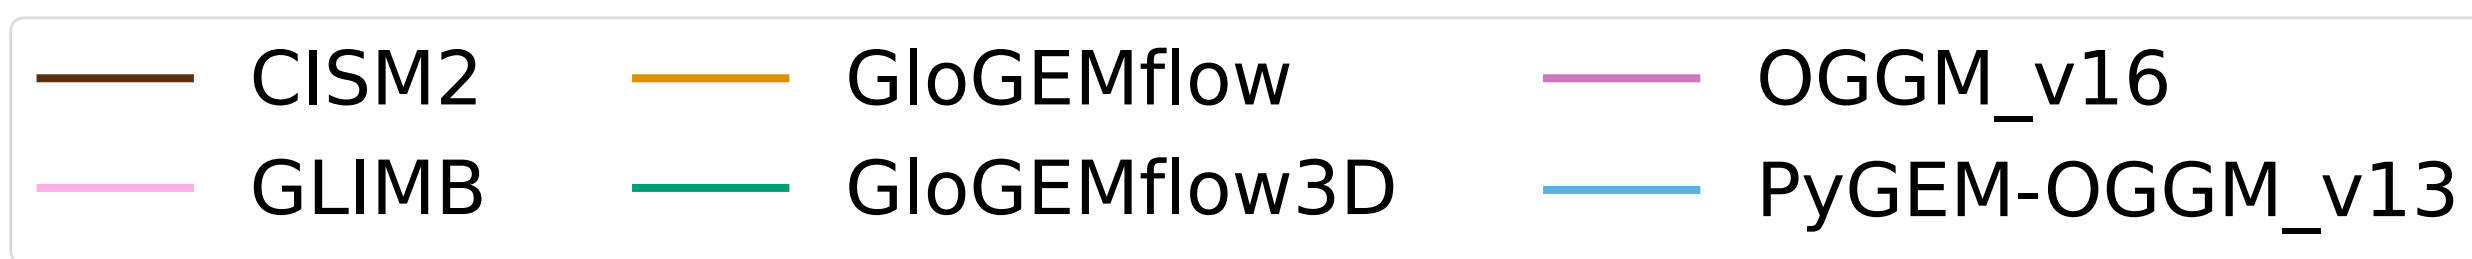 CISM2 GloGEMflow OGGM_v16
GLIMB GloGEMflow3D PyGEM-OGGM_v13